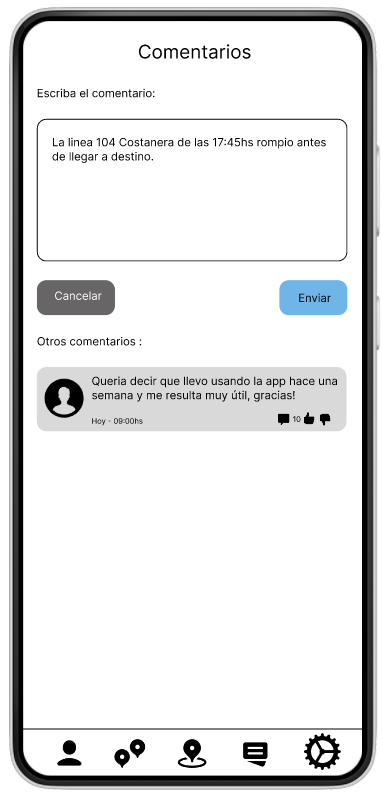 Comentarios
Escriba el comentario:
La linea 104 Costanera de las 17:45hs rompio antes
de llegar a destino.
Cancelar
Enviar
Otros comentarios :
Queria decir que llevo usando la app hace una
semana y me resulta muy útil, gracias!
Hoy - 09:00hs
10